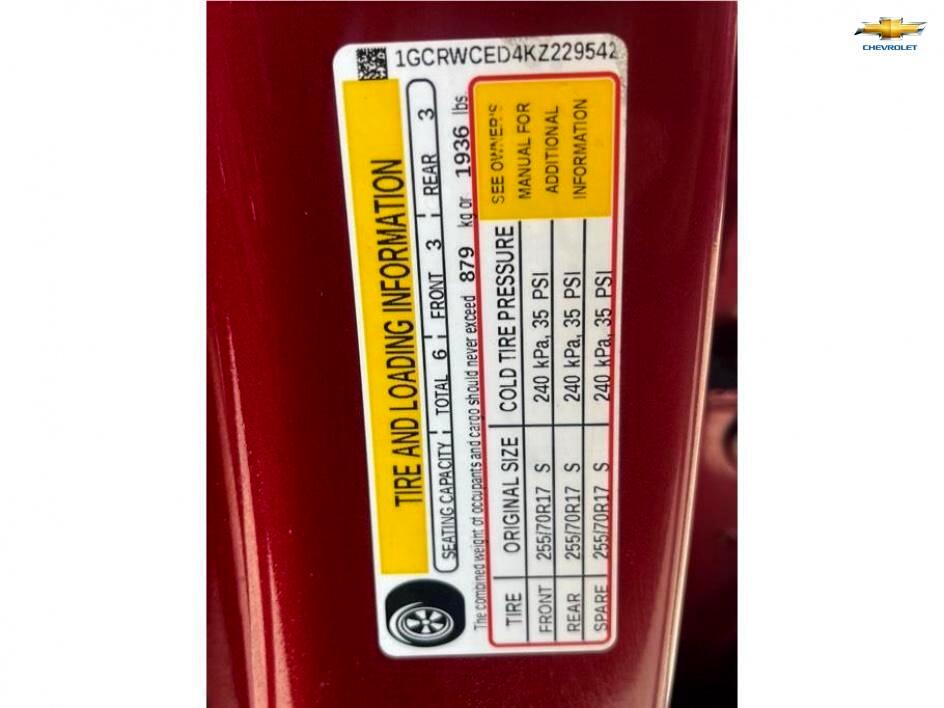 CHEVROLET
1GCRWCED4KZ229542
TIRE AND LOADING INFORMATION
SEATING CAPACITY TOTAL 6 FRONT 3 REAR 3
The combined weight of occupants and cargo should never exceed 879 kg or 1936 lbs
TIRE ORIGINAL SIZE COLD TIRE PRESSURE
FRONT 255/70R17 S 240 kPa, 35 PSI
REAR 255/70R17 S 240 kPa, 35 PSI
SPARE 255/70R17 S 240 kPa, 35 PSI
SEE OWNER'S
MANUAL FOR
ADDITIONAL
INFORMATION